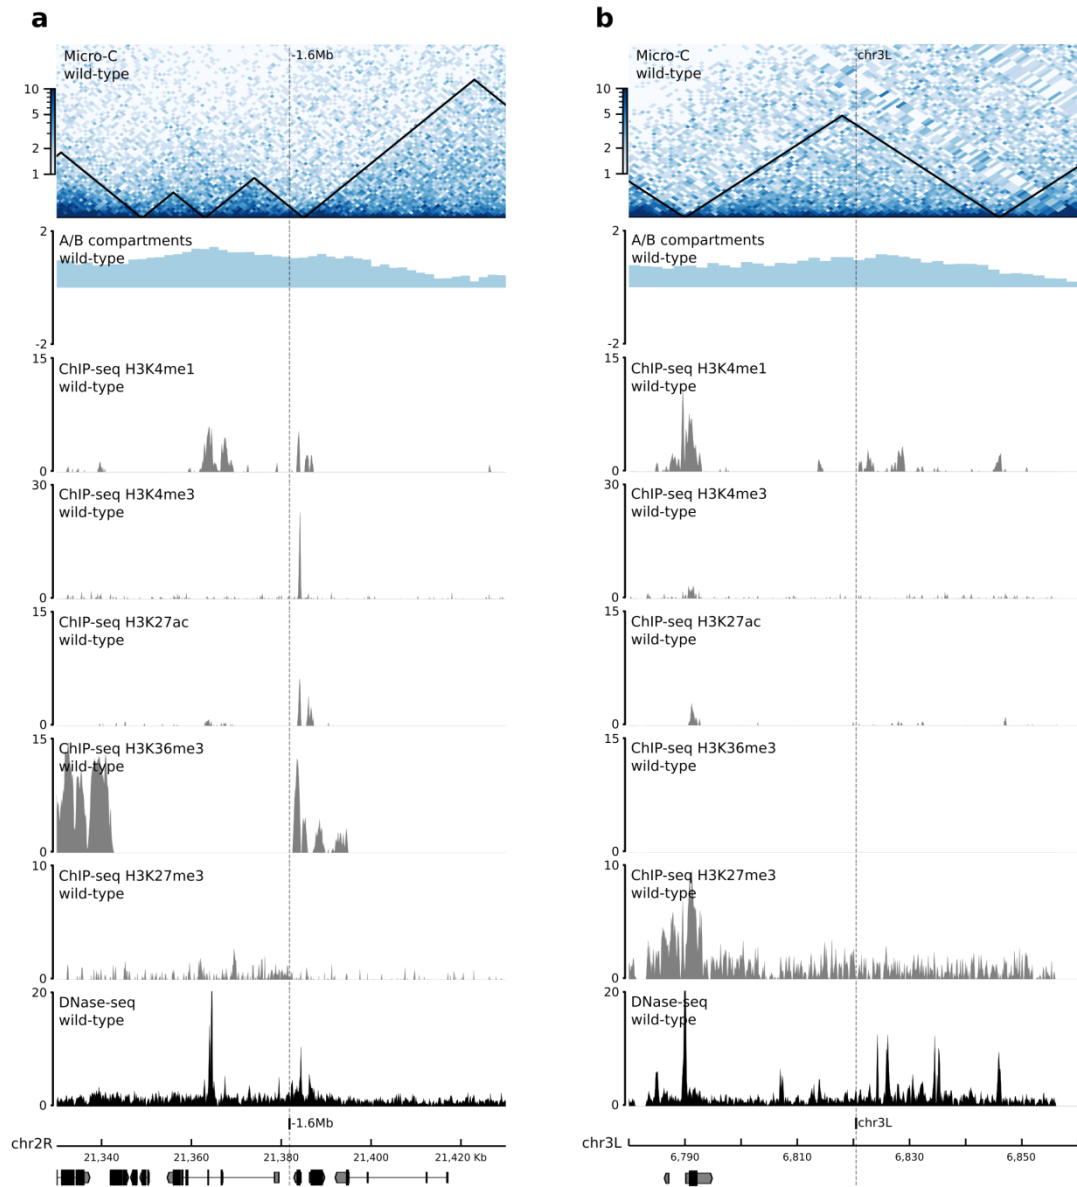 a
Micro-C
wild-type
-1.6Mb
10
5
2
1
2
A/B compartments
wild-type
-2
15
ChIP-seq H3K4me1
wild-type
0
30
ChIP-seq H3K4me3
wild-type
0
15
ChIP-seq H3K27ac
wild-type
0
15
ChIP-seq H3K36me3
wild-type
0
10
ChIP-seq H3K27me3
wild-type
0
20
DNase-seq
wild-type
0
-1.6Mb
chr2R
21,340 21,360 21,380 21,400 21,420 Kb
b
Micro-C
wild-type
chr3L
10
5
2
1
2
A/B compartments
wild-type
-2
15
ChIP-seq H3K4me1
wild-type
0
30
ChIP-seq H3K4me3
wild-type
0
15
ChIP-seq H3K27ac
wild-type
0
15
ChIP-seq H3K36me3
wild-type
0
10
ChIP-seq H3K27me3
wild-type
0
20
DNase-seq
wild-type
0
chr3L
chr3L
6,790 6,810 6,830 6,850